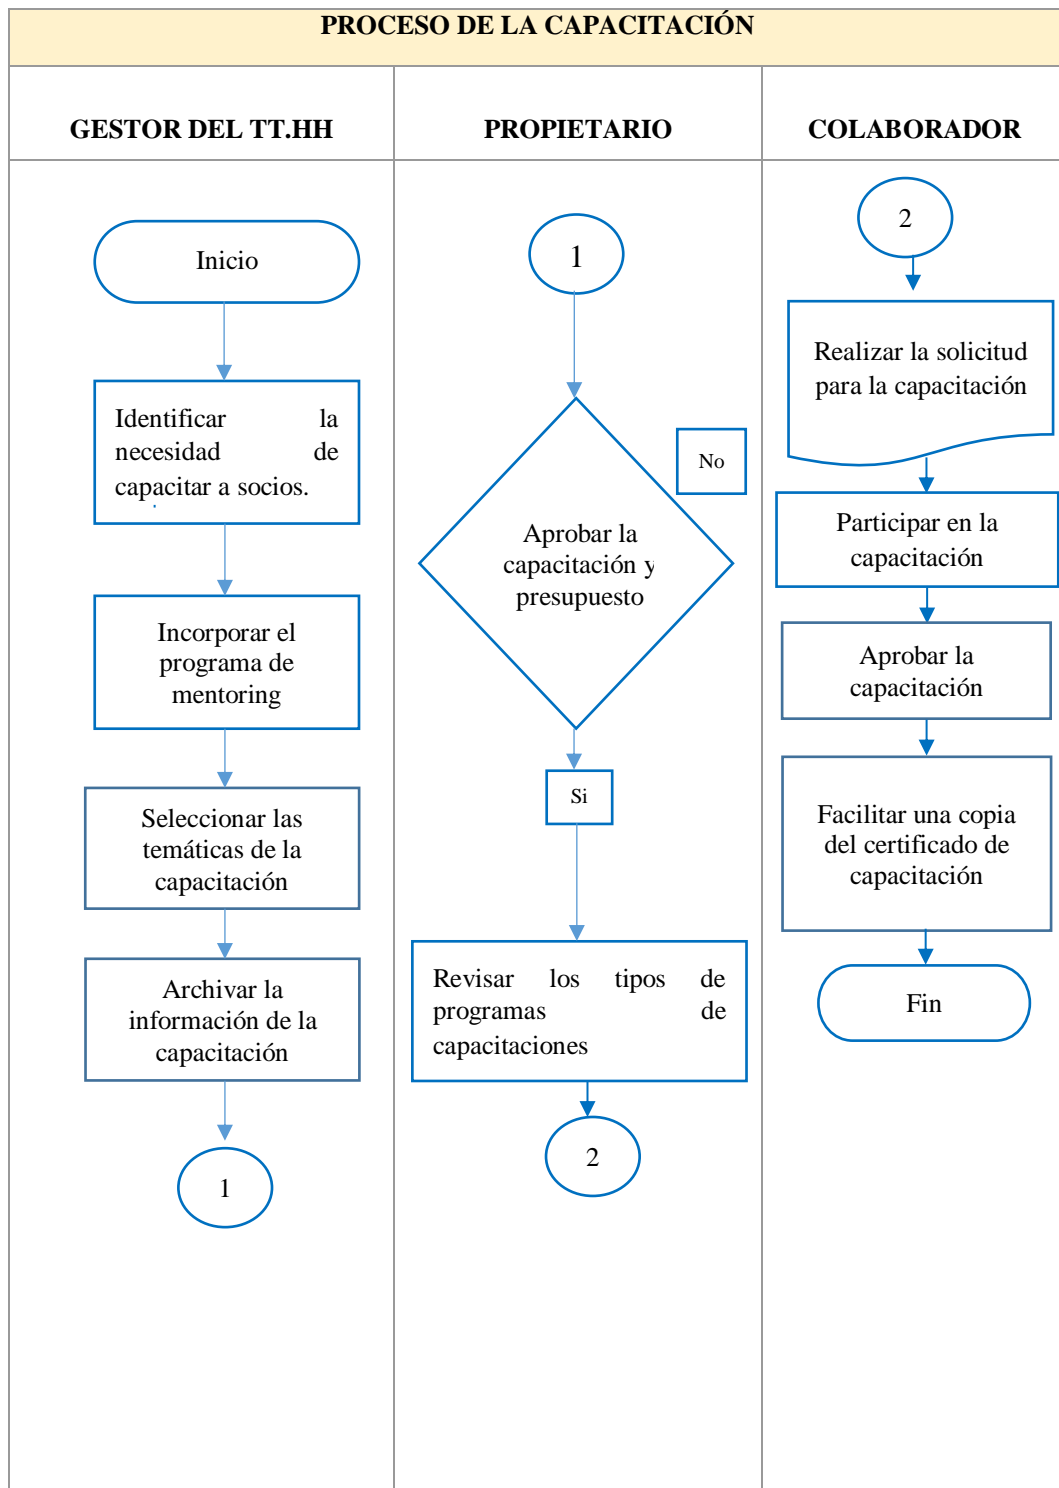 PROCESO DE LA CAPACITACIÓN
GESTOR DEL TT.HH
PROPIETARIO
COLABORADOR
Inicio
Identificar la
necesidad de
capacitar a socios.
Incorporar el
programa de
mentoring
Seleccionar las
temáticas de la
capacitación
Archivar la
información de la
capacitación
1
1
No
Aprobar la
capacitación y
presupuesto
Si
Revisar los tipos de
programas de
capacitaciones
2
2
Realizar la solicitud
para la capacitación
Participar en la
capacitación
Aprobar la
capacitación
Facilitar una copia
del certificado de
capacitación
Fin